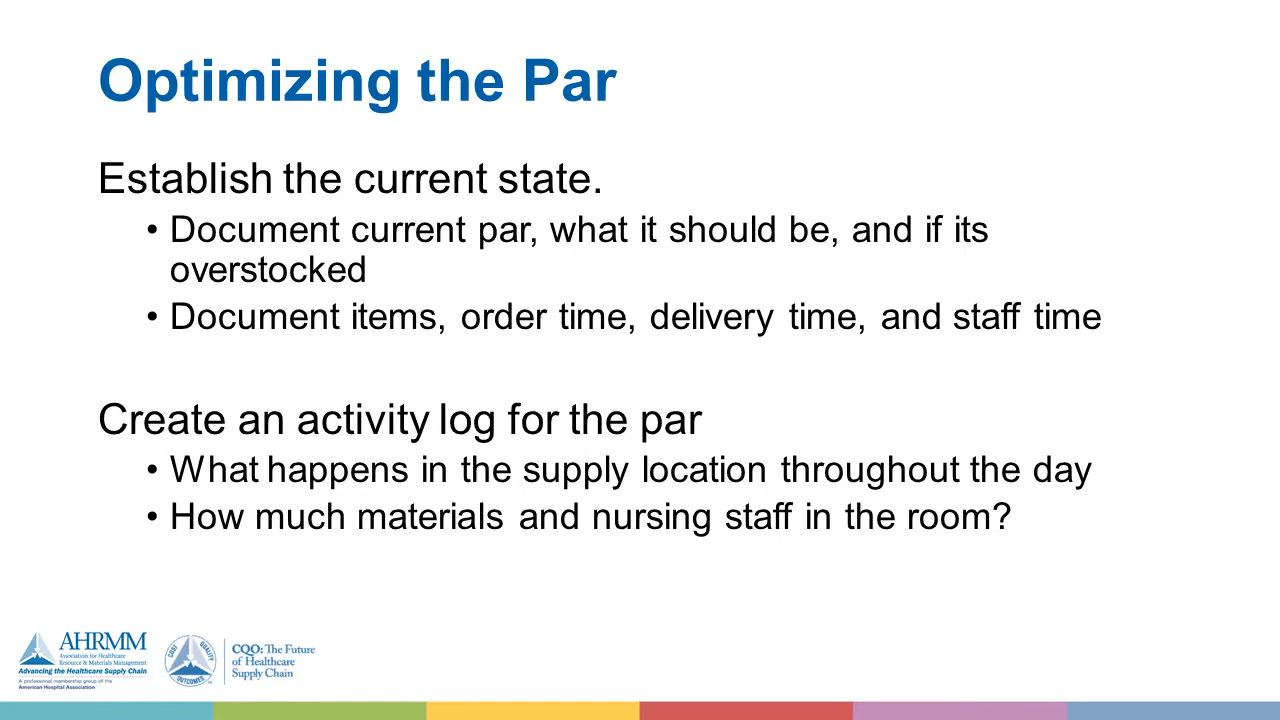 Optimizing the Par
Establish the current state.
• Document current par, what it should be, and if its
overstocked
• Document items, order time, delivery time, and staff time
Create an activity log for the par
• What happens in the supply location throughout the day
• How much materials and nursing staff in the room?
AHRMM
Association for Healthcare
Resource & Materials Management
Advancing the Healthcare Supply Chain
A professional membership group of the
American Hospital Association
COST
QUALITY
OUTCOMES
TM
CQO: The Future
of Healthcare
Supply Chain